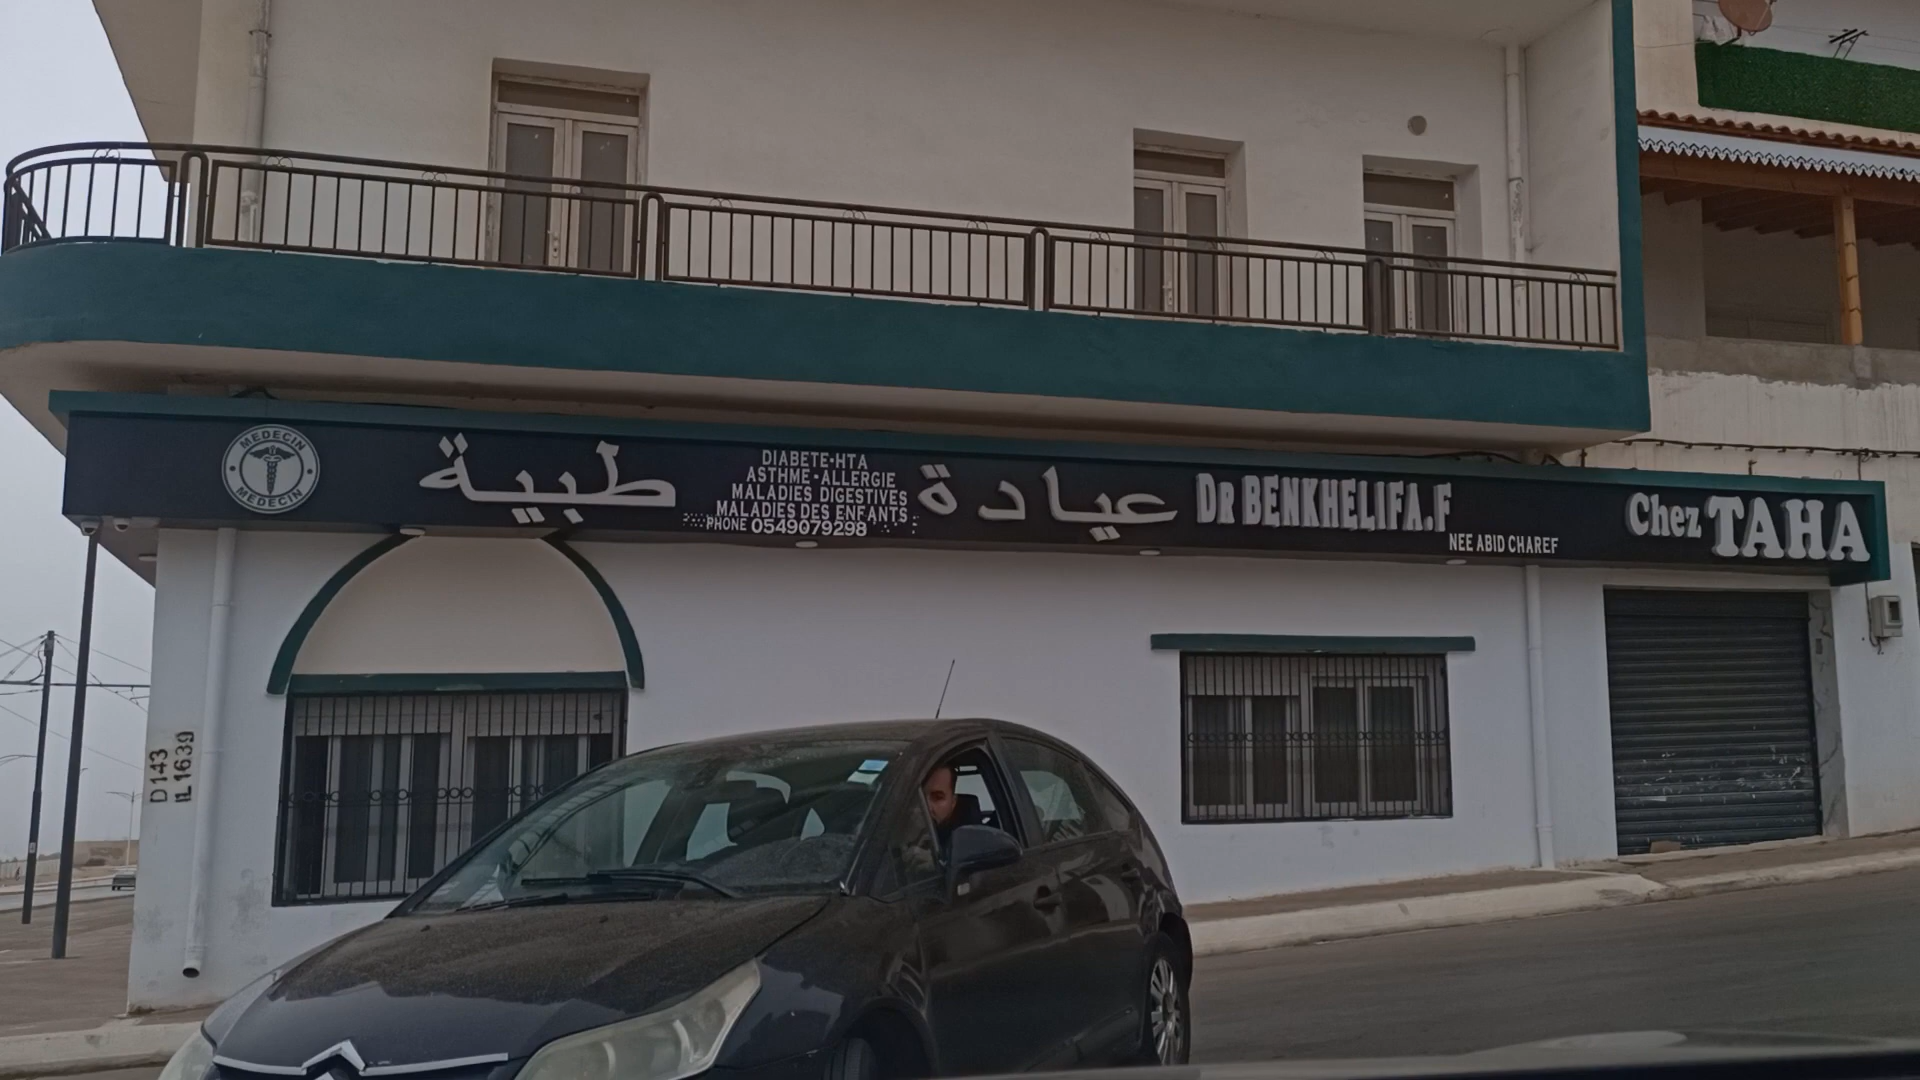 MEDECIN
MEDECIN
عيادة طبية
DIABETE-HTA
ASTHME-ALLERGIE
MALADIES DIGESTIVES
MALADIES DES ENFANTS
PHONE 0549079298
DR BENKHELIFA.F
NEE ABID CHAREF
Chez TAHA
D 143
IL 1639